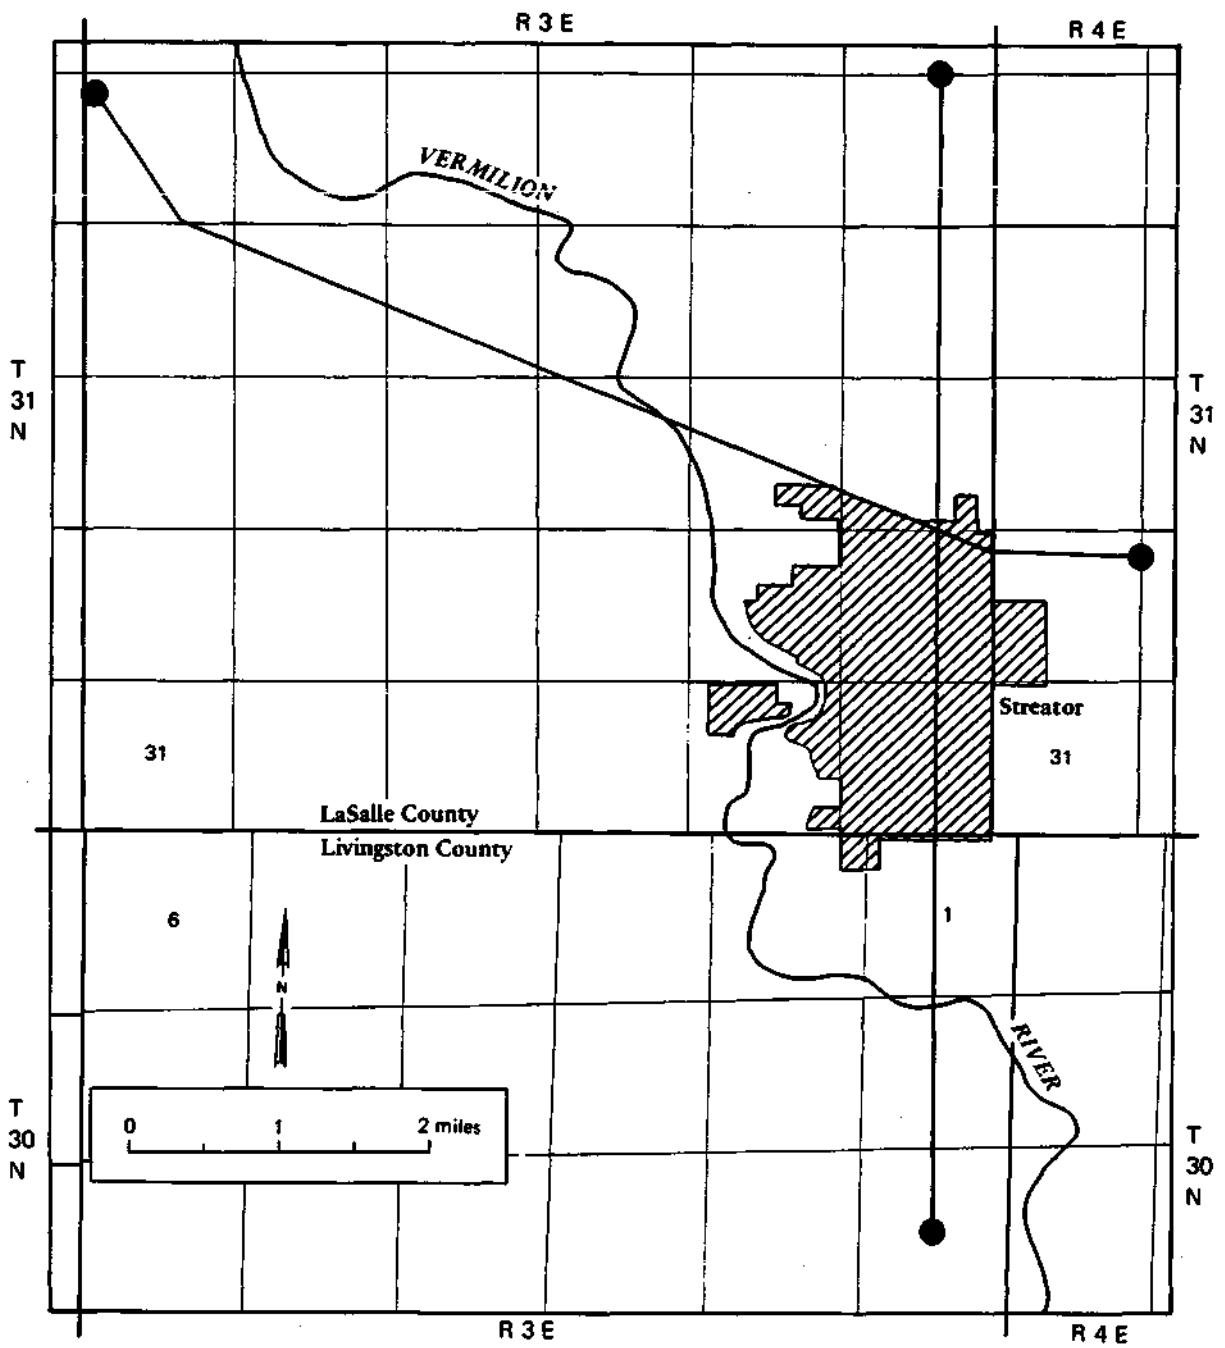 R 3 E
R 4 E
VERMILION
T
31
N
T
31
N
Streator
31
31
LaSalle County
Livingston County
6
1
N
RIVER
0 1 2 miles
T
30
N
T
30
N
R 3 E
R 4 E